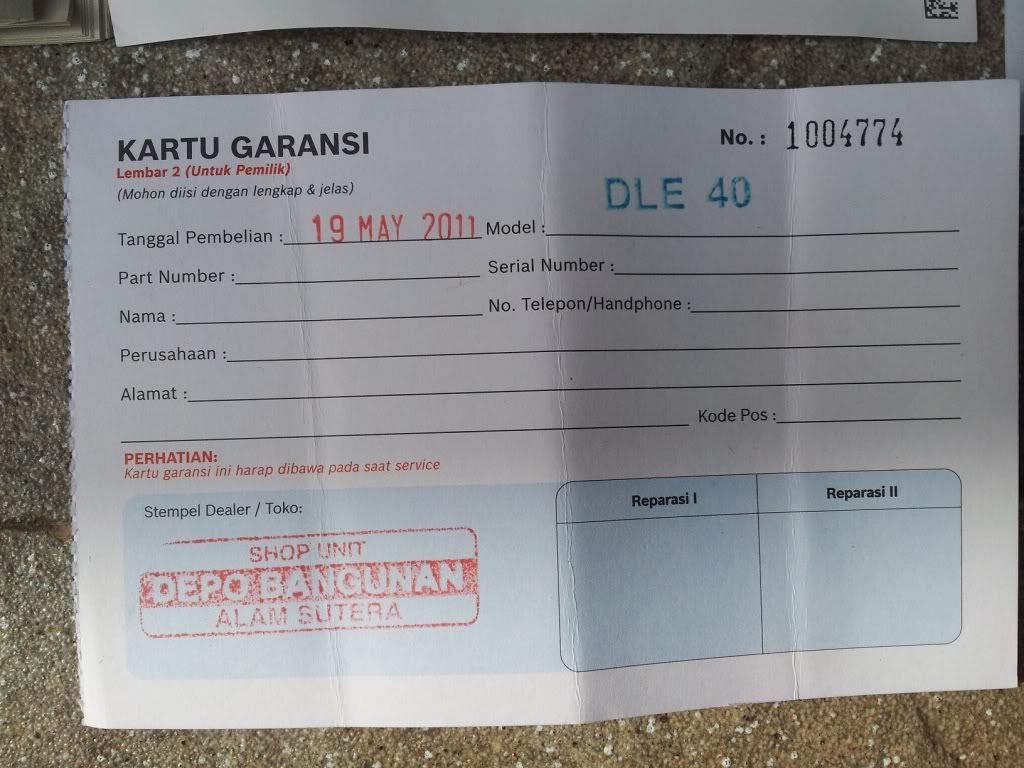 KARTU GARANSI
No. : 1004774
Lembar 2 (Untuk Pemilik)
(Mohon diisi dengan lengkap & jelas)
DLE 40
Tanggal Pembelian : 19 MAY 2011 Model :
Part Number : Serial Number :
Nama : No. Telepon/Handphone :
Perusahaan :
Alamat :
Kode Pos :
PERHATIAN:
Kartu garansi ini harap dibawa pada saat service
Stempel Dealer / Toko:
Reparasi I Reparasi II
SHOP UNIT
DEPO BANGUNAN
ALAM SUTERA